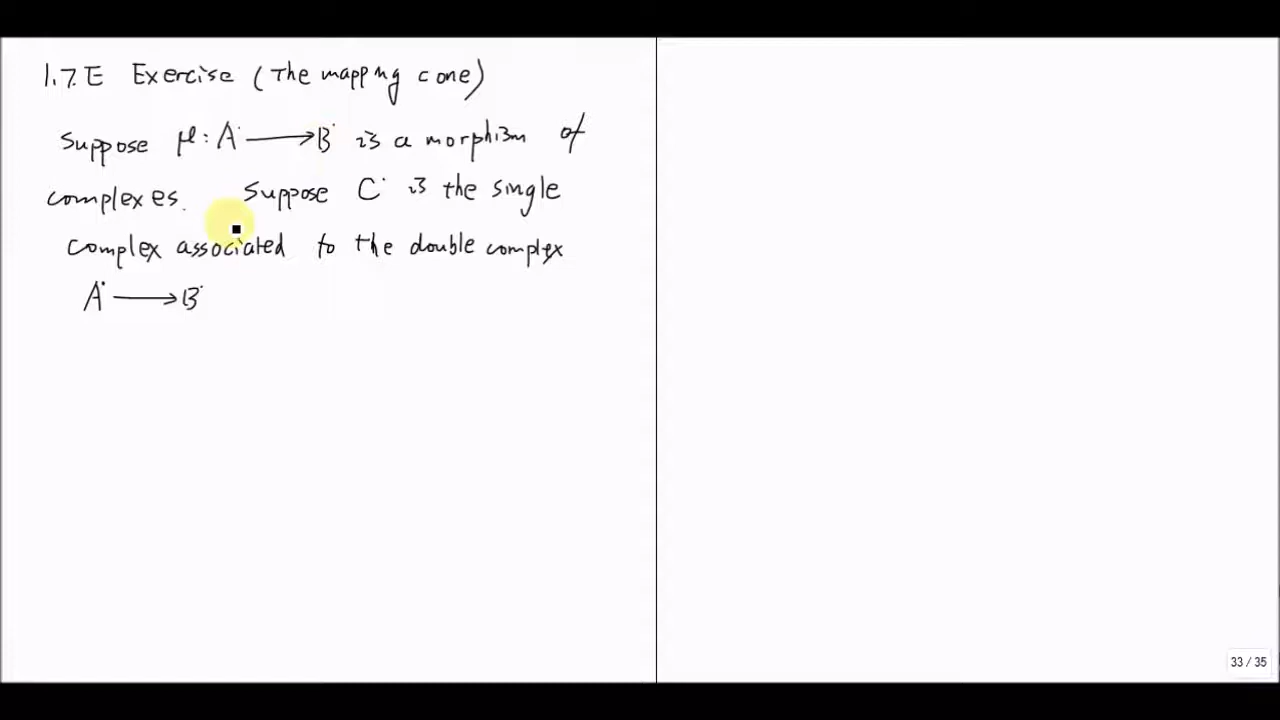 1.7.E Exercise (The mapping cone)
Suppose μ: A˙ ⟶ B˙ is a morphism of
complexes. Suppose C˙ is the single
complex associated to the double complex
A˙ ⟶ B˙
33 / 35